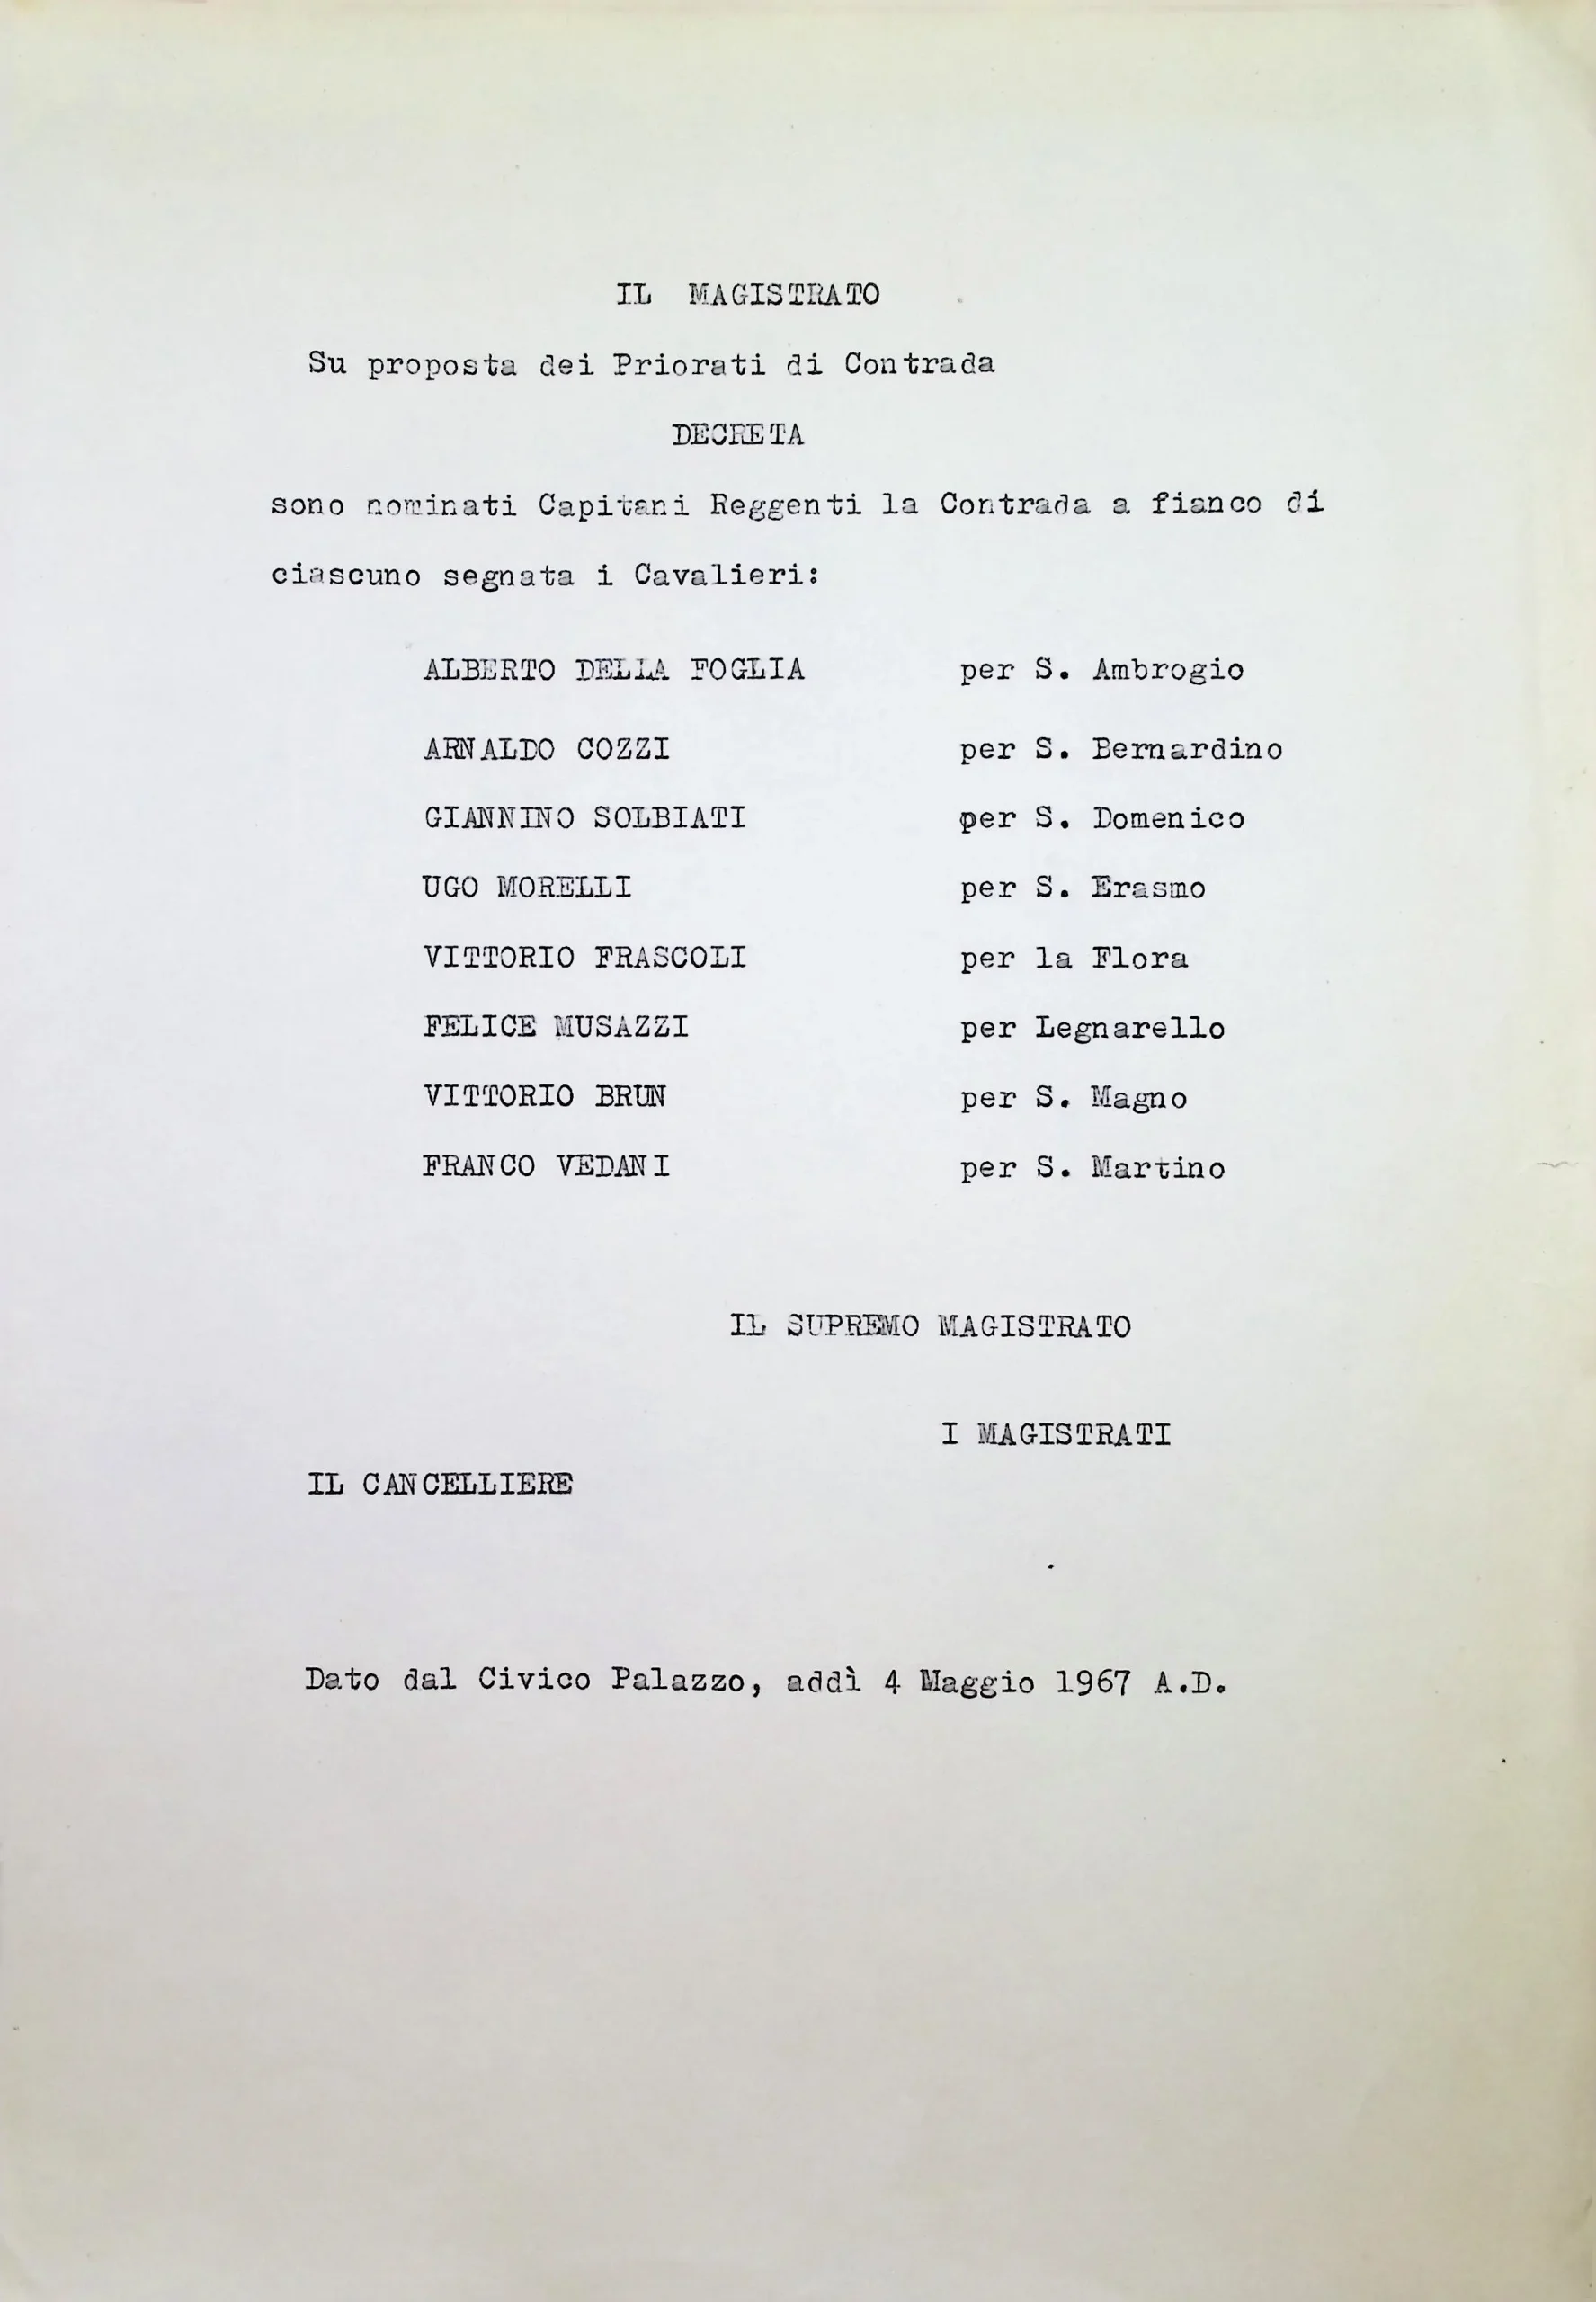 IL MAGISTRATO
Su proposta dei Priorati di Contrada
DECRETA
sono nominati Capitani Reggenti la Contrada a fianco di
ciascuno segnata i Cavalieri:
ALBERTO DELLA FOGLIA per S. Ambrogio
ARNALDO COZZI per S. Bernardino
GIANNINO SOLBIATI per S. Domenico
UGO MORELLI per S. Erasmo
VITTORIO FRASCOLI per la Flora
FELICE MUSAZZI per Legnarello
VITTORIO BRUN per S. Magno
FRANCO VEDANI per S. Martino
IL SUPREMO MAGISTRATO
I MAGISTRATI
IL CANCELLIERE
Dato dal Civico Palazzo, addì 4 Maggio 1967 A.D.